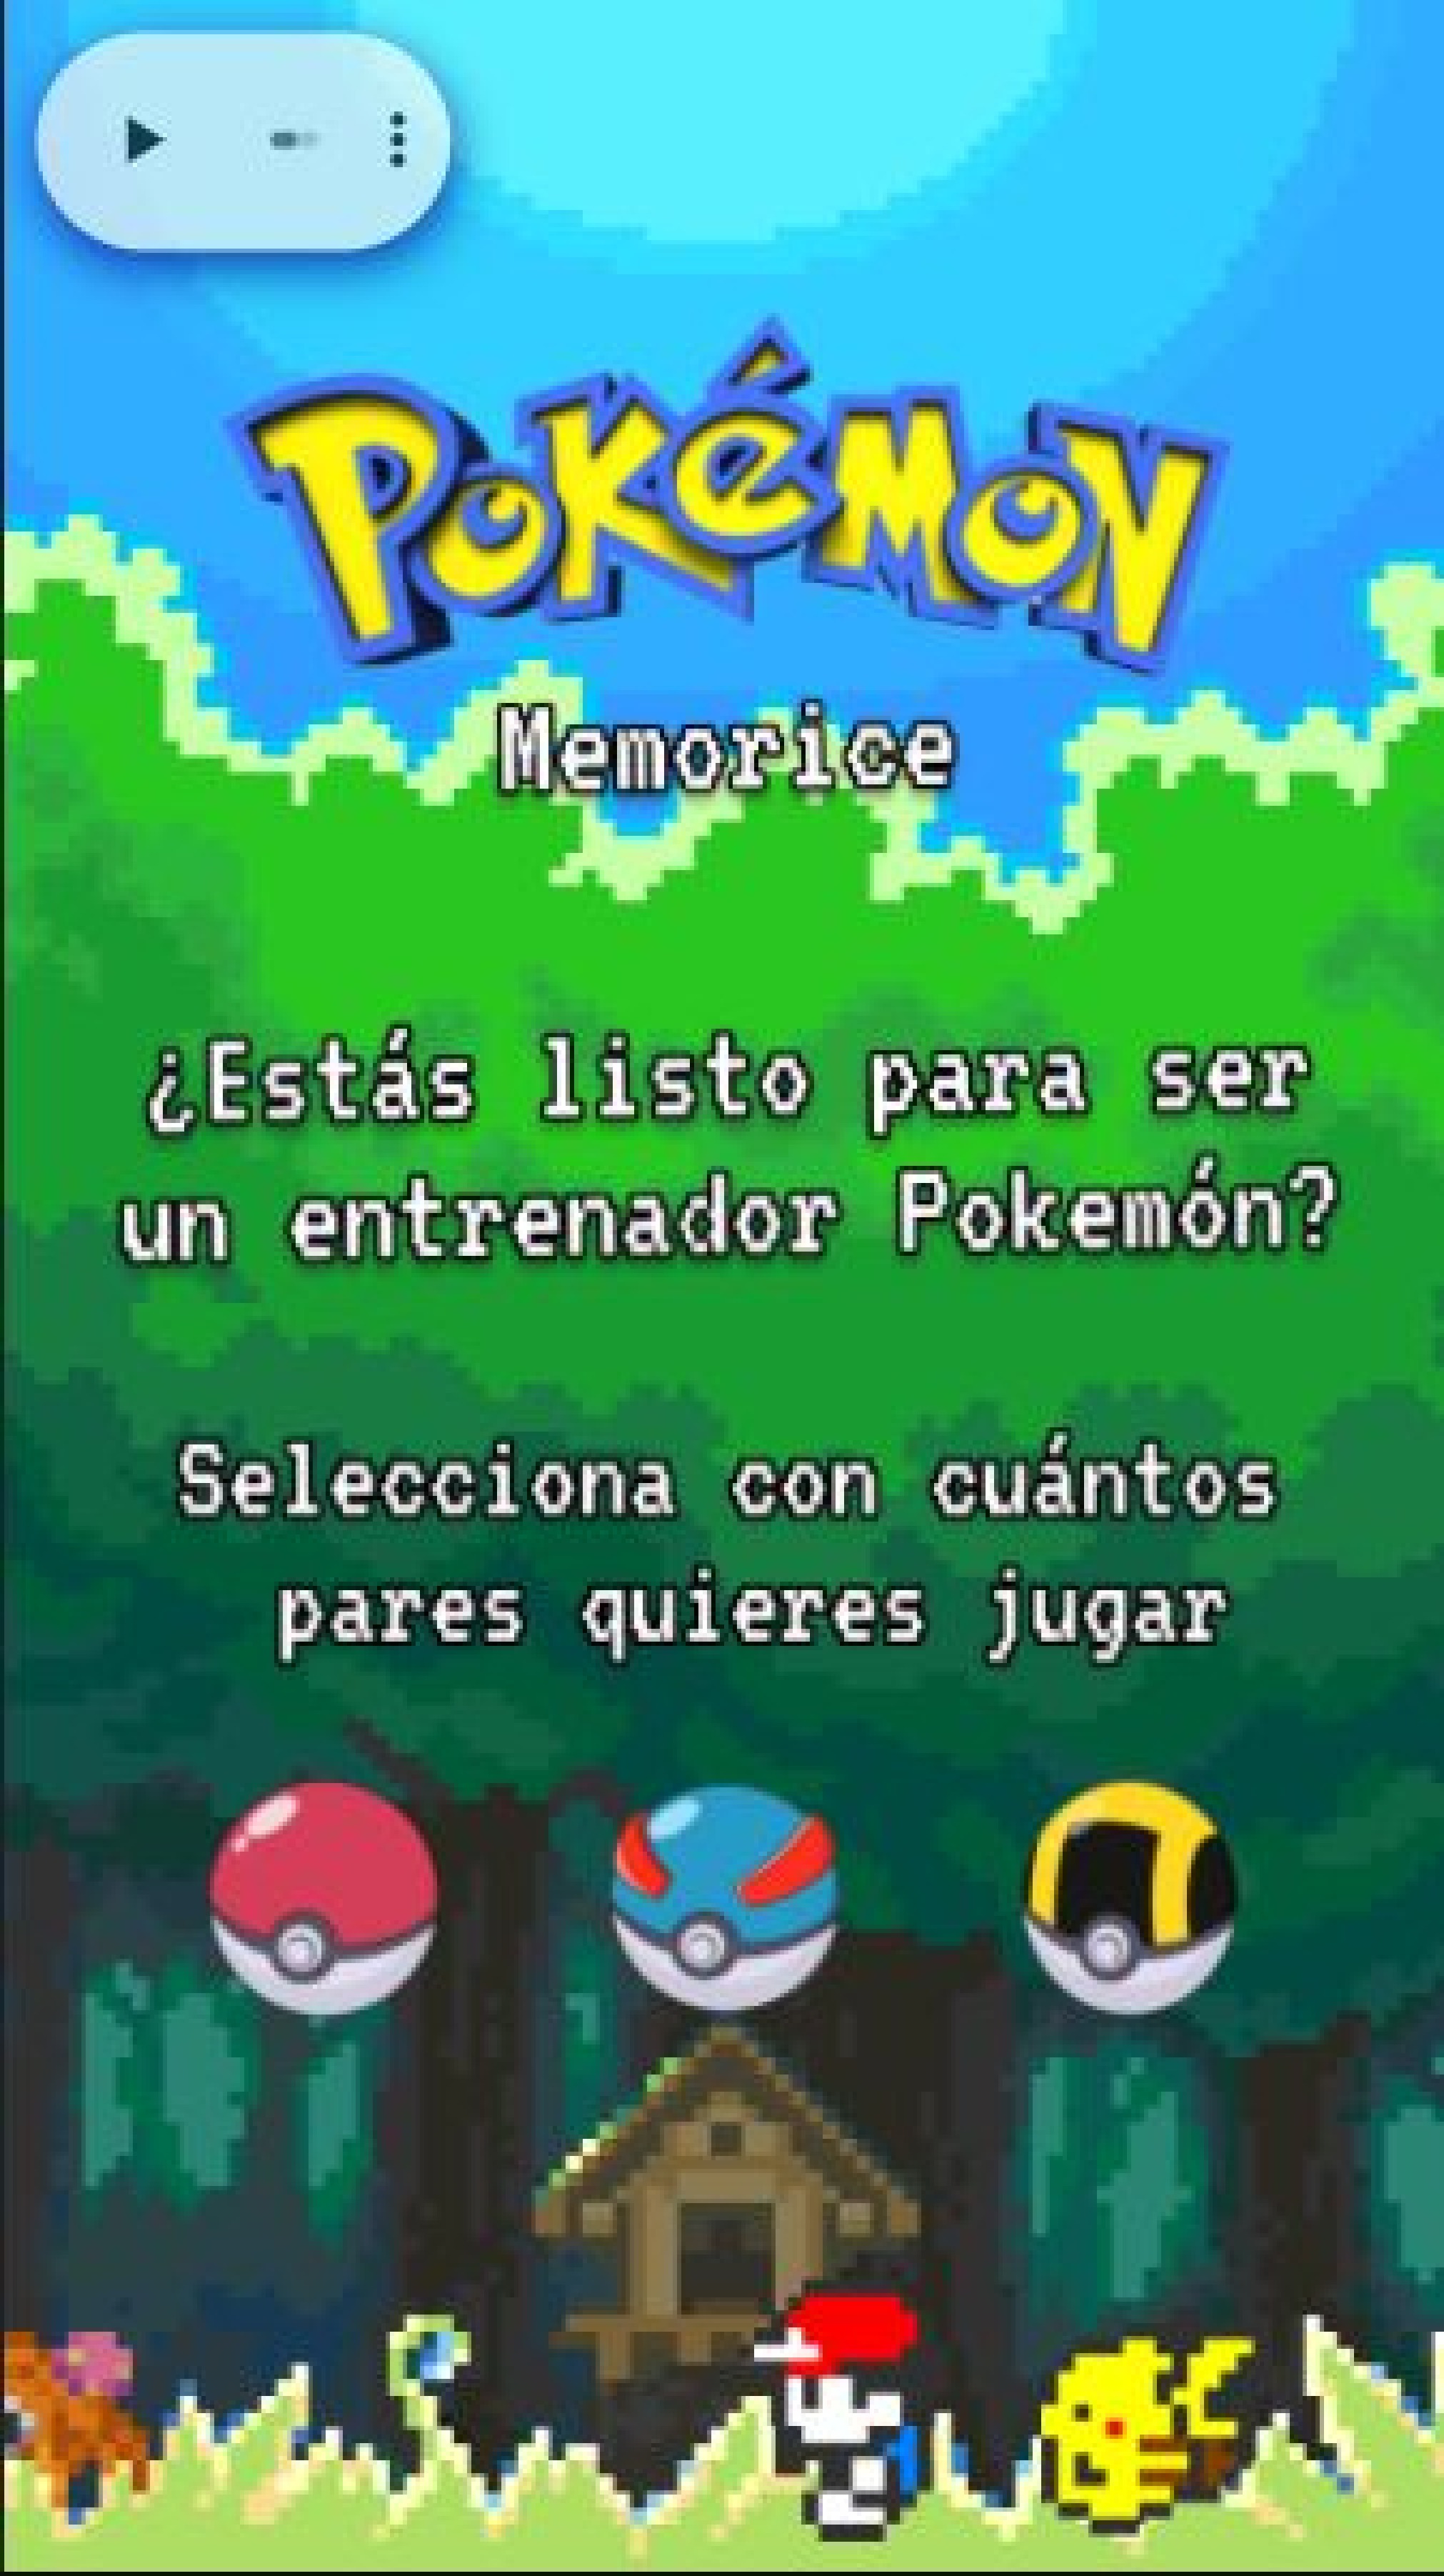 POKéMON
Memorice
¿Estás listo para ser
un entrenador Pokemón?
Selecciona con cuántos
pares quieres jugar